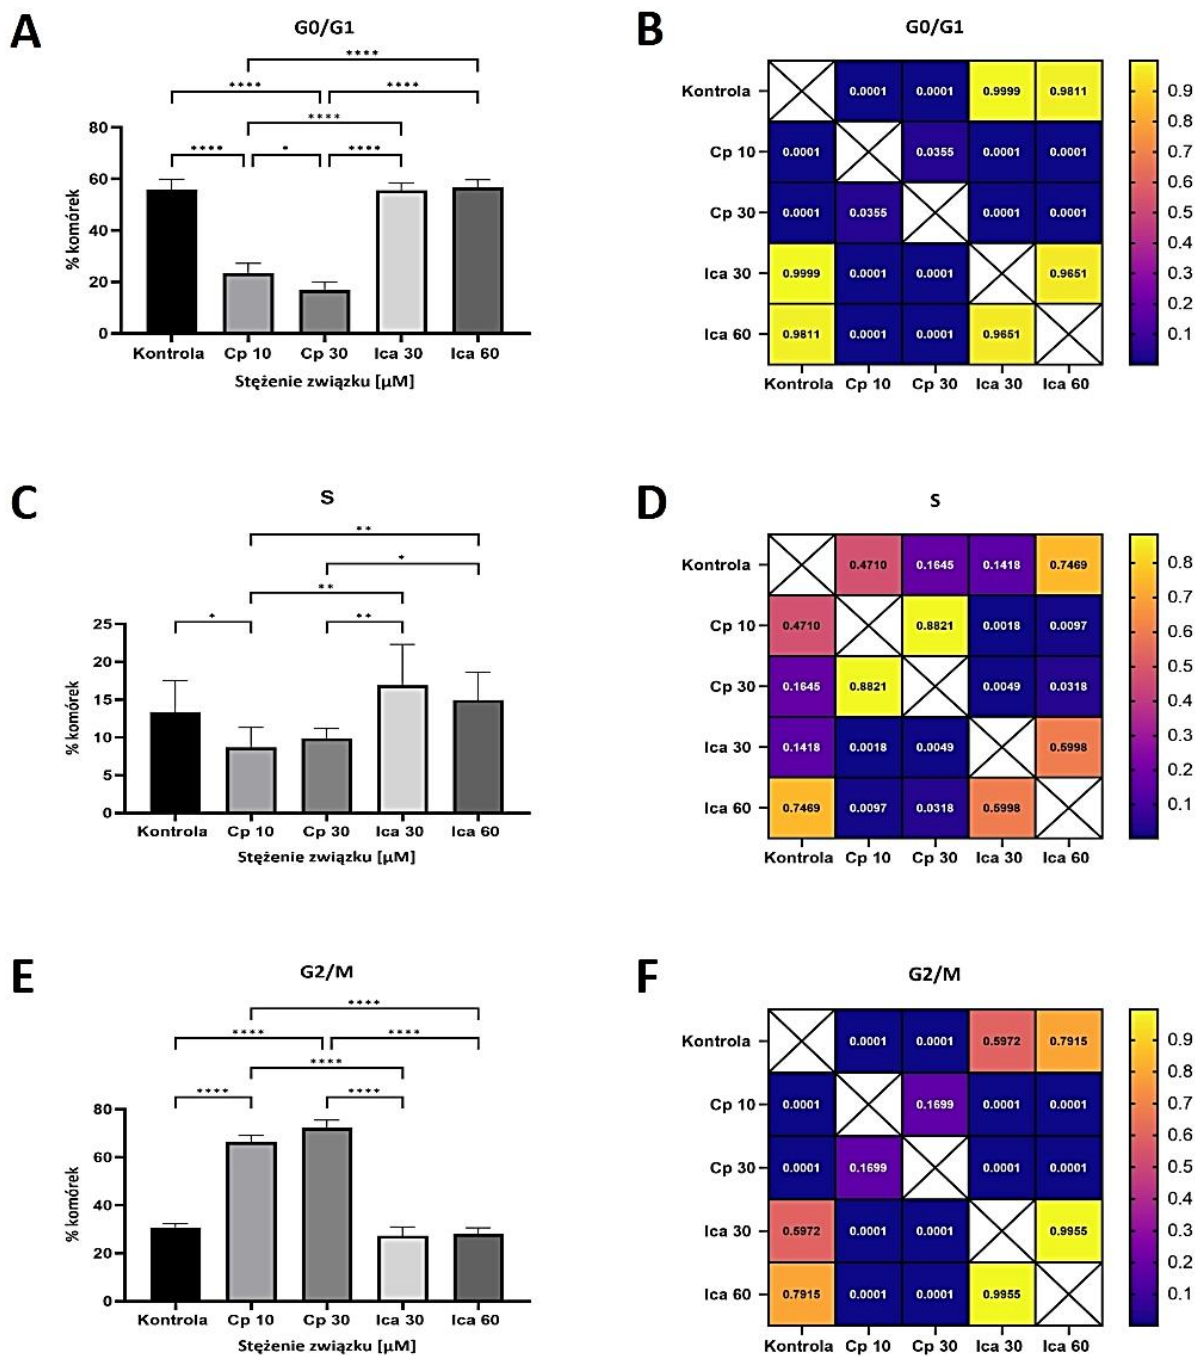 A
G0/G1
****
**** ****
****
**** * ****
80
60
40
20
0
% komórek
Kontrola Cp 10 Cp 30 Ica 30 Ica 60
Stężenie związku [µM]
B
G0/G1
Kontrola 0.0001 0.0001 0.9999 0.9811
Cp 10 0.0001 0.0355 0.0001 0.0001
Cp 30 0.0001 0.0355 0.0001 0.0001
Ica 30 0.9999 0.0001 0.0001 0.9651
Ica 60 0.9811 0.0001 0.0001 0.9651
Kontrola Cp 10 Cp 30 Ica 30 Ica 60
0.9
0.8
0.7
0.6
0.5
0.4
0.3
0.2
0.1
C
S
**
*
**
* **
25
20
15
10
5
0
% komórek
Kontrola Cp 10 Cp 30 Ica 30 Ica 60
Stężenie związku [µM]
D
S
Kontrola 0.4710 0.1645 0.1418 0.7469
Cp 10 0.4710 0.8821 0.0018 0.0097
Cp 30 0.1645 0.8821 0.0049 0.0318
Ica 30 0.1418 0.0018 0.0049 0.5998
Ica 60 0.7469 0.0097 0.0318 0.5998
Kontrola Cp 10 Cp 30 Ica 30 Ica 60
0.8
0.7
0.6
0.5
0.4
0.3
0.2
0.1
E
G2/M
****
**** ****
****
**** ****
80
60
40
20
0
% komórek
Kontrola Cp 10 Cp 30 Ica 30 Ica 60
Stężenie związku [µM]
F
G2/M
Kontrola 0.0001 0.0001 0.5972 0.7915
Cp 10 0.0001 0.1699 0.0001 0.0001
Cp 30 0.0001 0.1699 0.0001 0.0001
Ica 30 0.5972 0.0001 0.0001 0.9955
Ica 60 0.7915 0.0001 0.0001 0.9955
Kontrola Cp 10 Cp 30 Ica 30 Ica 60
0.9
0.8
0.7
0.6
0.5
0.4
0.3
0.2
0.1